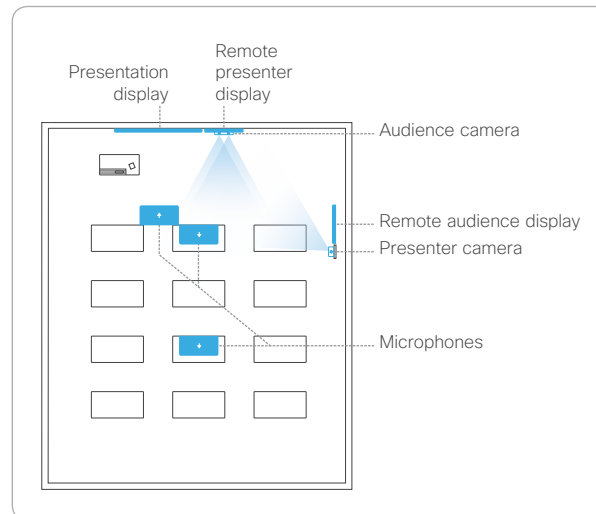 Presentation
display
Remote
presenter
display
Audience camera
Remote audience display
Presenter camera
Microphones